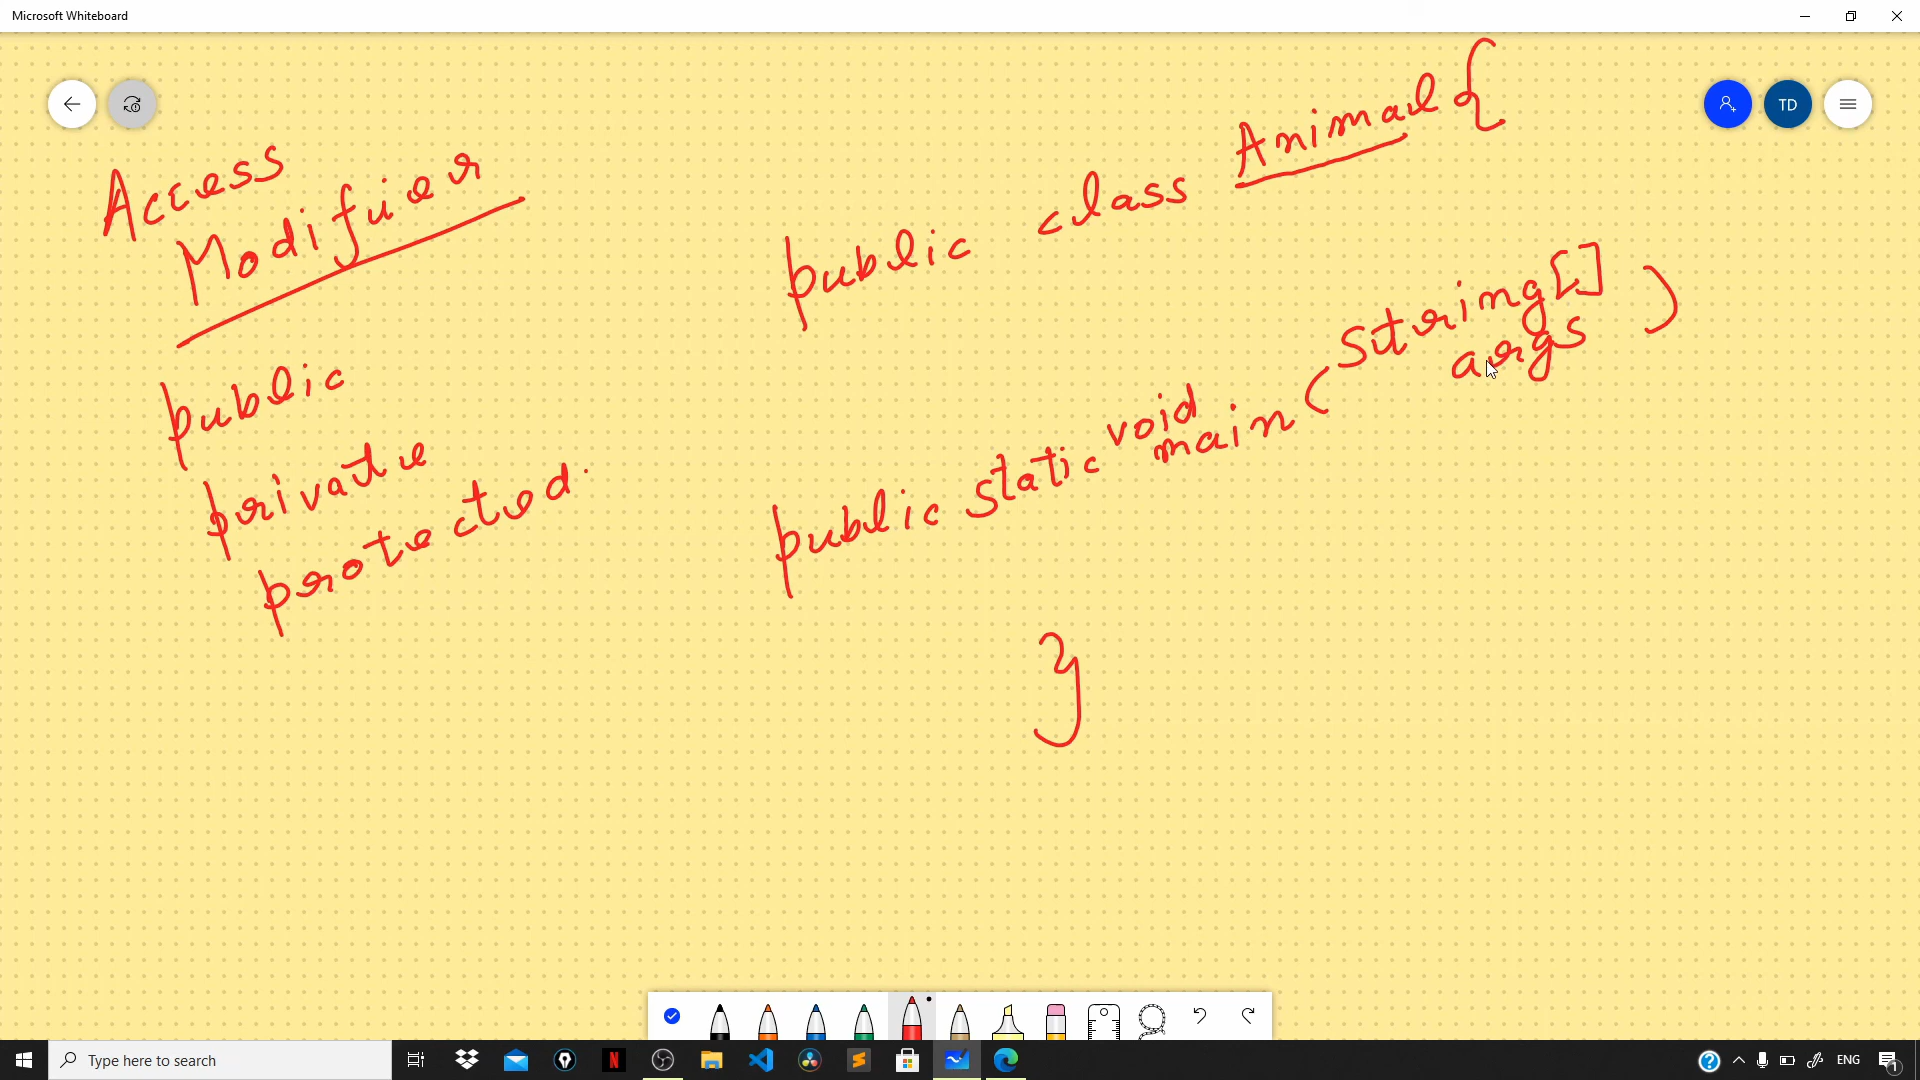 Microsoft Whiteboard
TD
Access
Modifier
public
private
protected.
public class Animal {
public static void main ( String[] args )
}
Type here to search
ENG
1